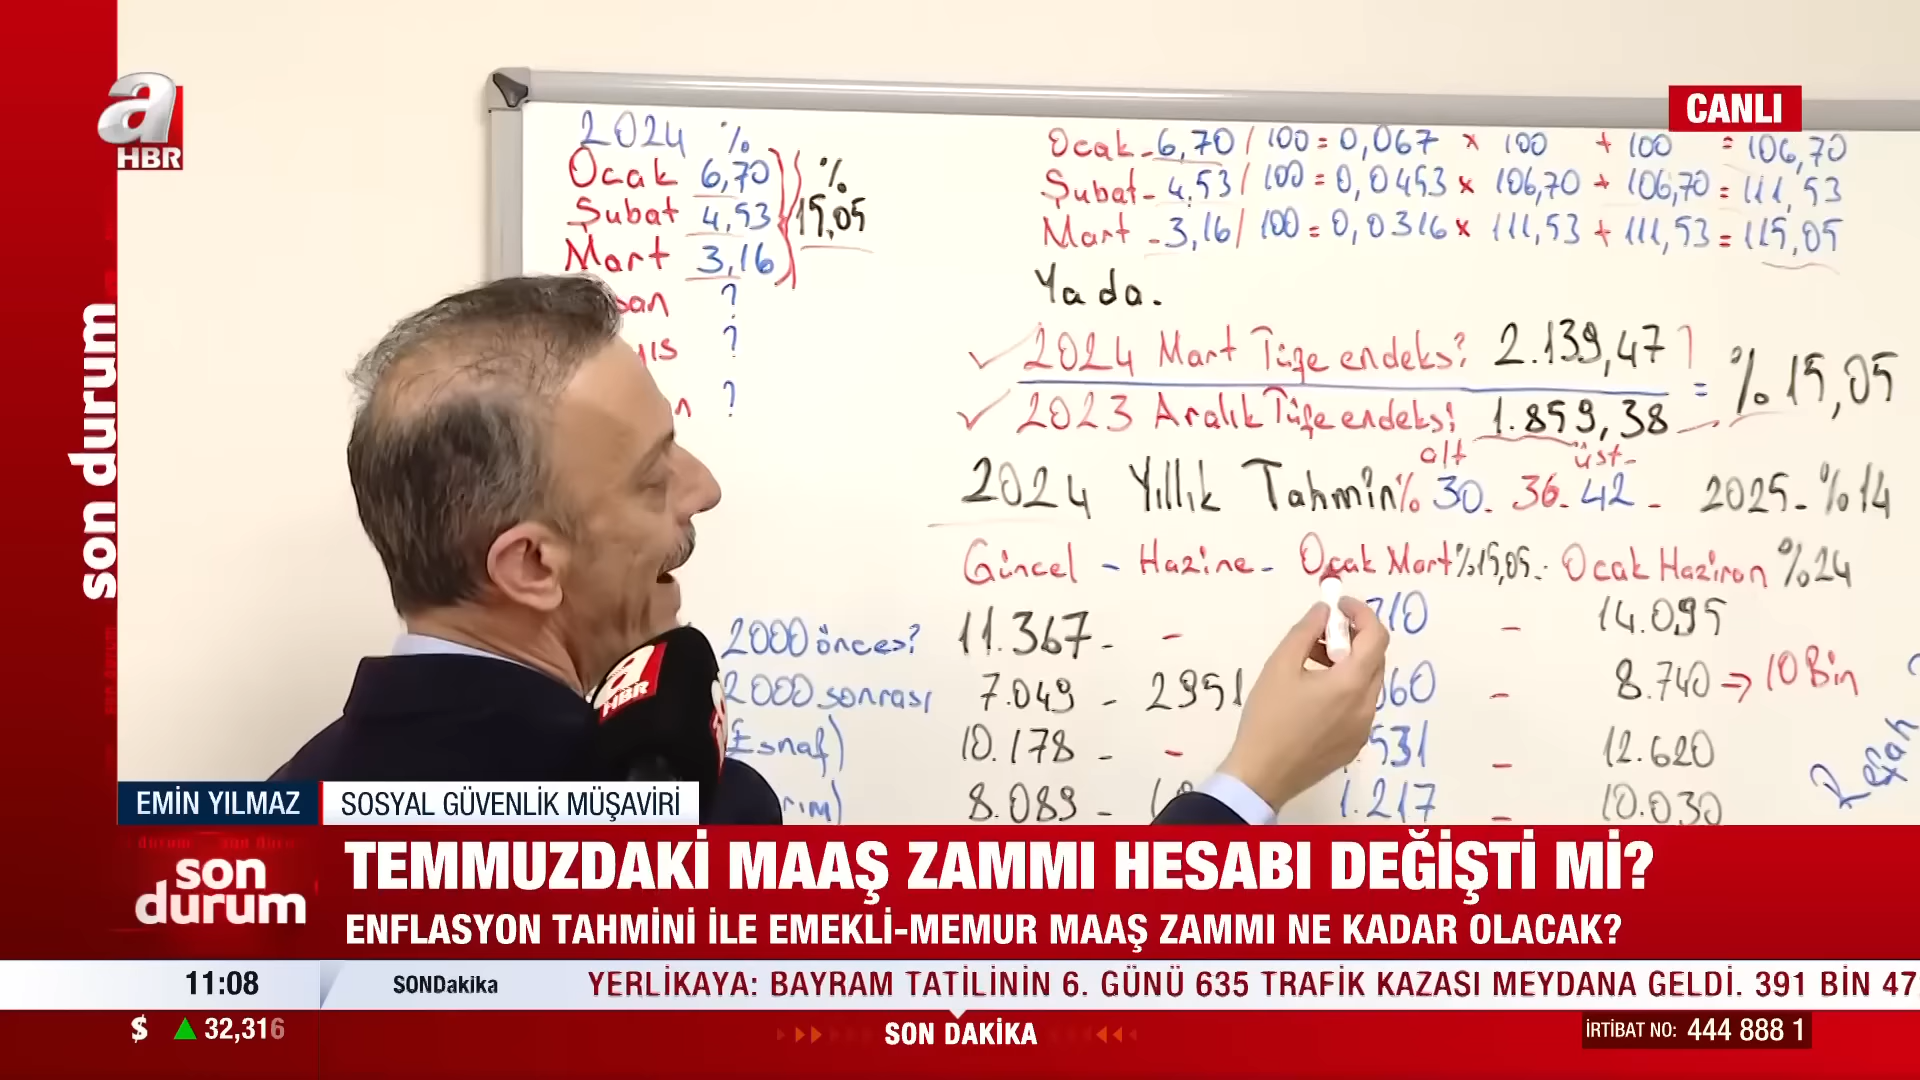 a
HBR
son durum
CANLI
2024 %
Ocak 6,70
Şubat 4,53
Mart 3,16
% 15,05
?
?
?
Ocak - 6,70 / 100 = 0,067 x 100 + 100 = 106,70
Şubat - 4,53 / 100 = 0,0453 x 106,70 + 106,70 = 111,53
Mart - 3,16 / 100 = 0,0316 x 111,53 + 111,53 = 115,05
Ya da.
2024 Mart Tüfe endeks? 2.139,47
2023 Aralık Tüfe endeks? 1.859,38
= % 15,05
alt üst
2024 Yıllık Tahmin % 30 - 36 - 42 - 2025 - % 14
Güncel - Hazine - Ocak Mart % 15,05 - Ocak Haziran % 24
2000 öncesi 11.367 - - - 14.095
2000 sonrası 7.049 - 2951 060 - 8.740 → 10 Bin
(Esnaf) 10.178 - - 531 - 12.620
8.089 - 1.217 - 10.030
Refah
a
HBR
EMİN YILMAZ SOSYAL GÜVENLİK MÜŞAVİRİ
son durum
TEMMUZDAKİ MAAŞ ZAMMI HESABI DEĞİŞTİ Mİ?
ENFLASYON TAHMİNİ İLE EMEKLİ-MEMUR MAAŞ ZAMMI NE KADAR OLACAK?
11:08 SONDakika YERLİKAYA: BAYRAM TATİLİNİN 6. GÜNÜ 635 TRAFİK KAZASI MEYDANA GELDİ. 391 BİN 47
$ ▲ 32,316
SON DAKİKA
İRTİBAT NO: 444 888 1